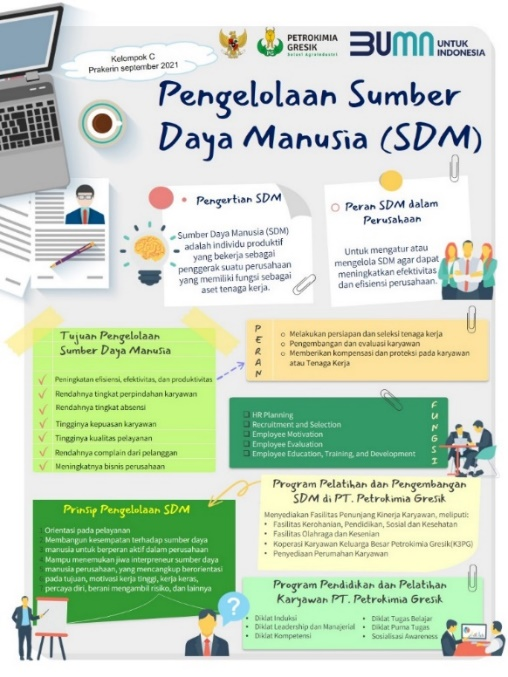 Kelompok C
Prakerin september 2021
PETROKIMIA
GRESIK
Solusi Agroindustri
BUMN UNTUK
INDONESIA
Pengelolaan Sumber
Daya Manusia (SDM)
Pengertian SDM
Sumber Daya Manusia (SDM)
adalah individu produktif
yang bekerja sebagai
penggerak suatu perusahaan
yang memiliki fungsi sebagai
aset tenaga kerja.
Peran SDM dalam
Perusahaan
Untuk mengatur atau
mengelola SDM agar dapat
meningkatkan efektivitas
dan efisiensi perusahaan.
Tujuan Pengelolaan
Sumber Daya Manusia
Peningkatan efisiensi, efektivitas, dan produktivitas
Rendahnya tingkat perpindahan karyawan
Rendahnya tingkat absensi
Tingginya kepuasan karyawan
Tingginya kualitas pelayanan
Rendahnya complain dari pelanggan
Meningkatnya bisnis perusahaan
PERAN
Melakukan persiapan dan seleksi tenaga kerja
Pengembangan dan evaluasi karyawan
Memberikan kompensasi dan proteksi pada karyawan
atau Tenaga Kerja
FUNGSI
HR Planning
Recruitment and Selection
Employee Motivation
Employee Evaluation
Employee Education, Training, and Development
Prinsip Pengelolaan SDM
Orientasi pada pelayanan
Membangun kesempatan terhadap sumber daya
manusia untuk berperan aktif dalam perusahaan
Mampu menemukan jiwa interpreneur sumber daya
manusia perusahaan, yang mencangkup berorientasi
pada tujuan, motivasi kerja tinggi, kerja keras,
percaya diri, berani mengambil risiko, dan lainnya
Program Pelatihan dan Pengembangan
SDM di PT. Petrokimia Gresik
Menyediakan Fasilitas Penunjang Kinerja Karyawan, meliputi:
Fasilitas Kerohanian, Pendidikan, Sosial dan Kesehatan
Fasilitas Olahraga dan Kesenian
Koperasi Karyawan Keluarga Besar Petrokimia Gresik(K3PG)
Penyediaan Perumahan Karyawan
Program Pendidikan dan Pelatihan
Karyawan PT. Petrokimia Gresik
Diklat Induksi
Diklat Leadership dan Manajerial
Diklat Kompetensi
Diklat Tugas Belajar
Diklat Purna Tugas
Sosialisasi Awareness